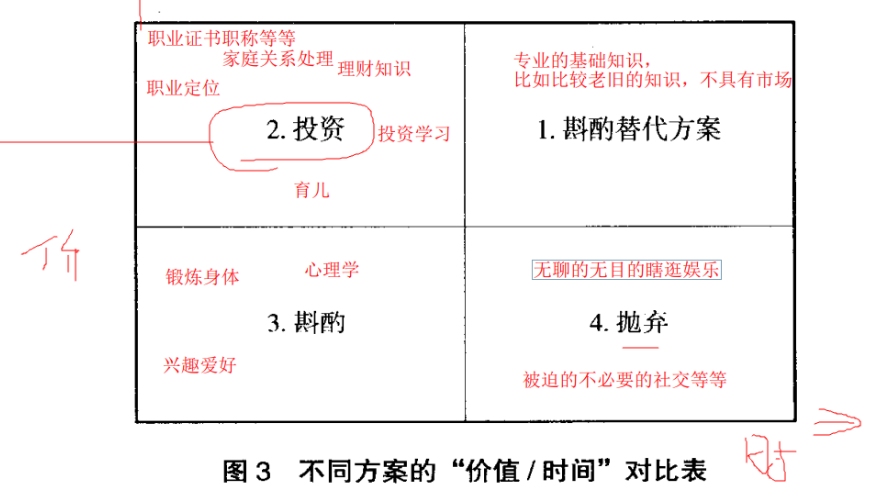 职业证书职称等等
家庭关系处理
理财知识
职业定位
2. 投资
投资学习
育儿
专业的基础知识，
比如比较老旧的知识，不具有市场
1. 斟酌替代方案
价
锻炼身体
心理学
3. 斟酌
兴趣爱好
无聊的无目的瞎逛娱乐
4. 抛弃
被迫的不必要的社交等等
时
图 3 不同方案的“价值 / 时间”对比表